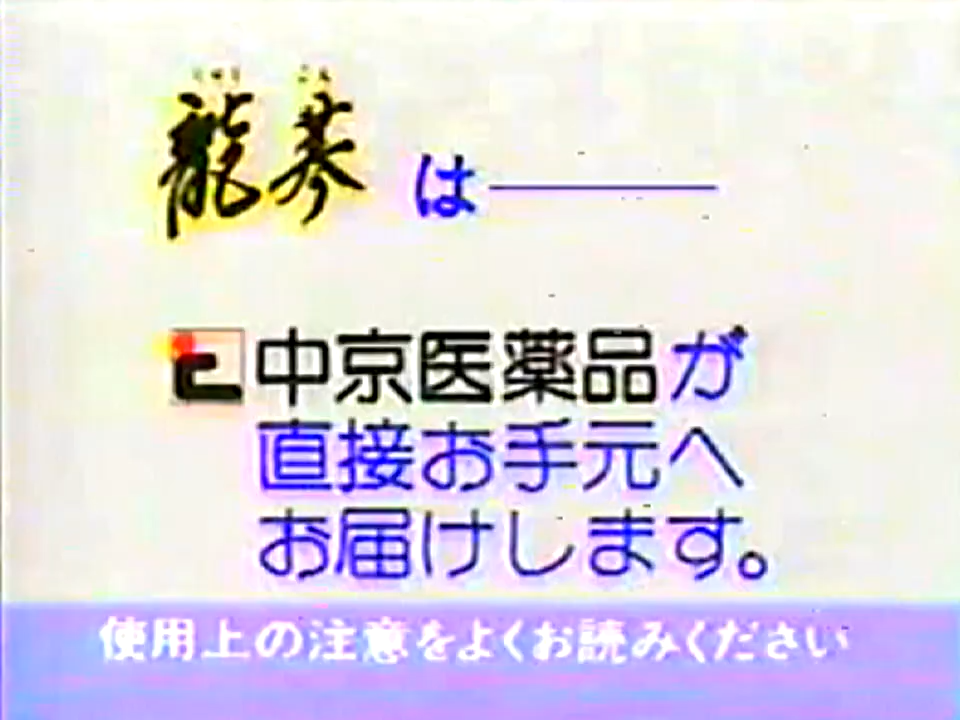 龍参は――――
中京医薬品が
直接お手元へ
お届けします。
使用上の注意をよくお読みください